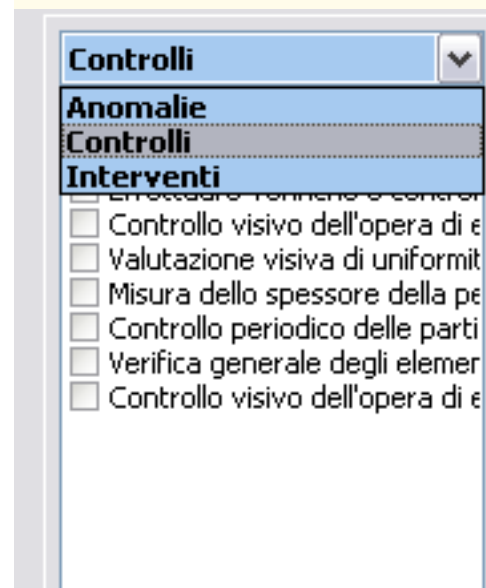 Controlli
Anomalie
Controlli
Interventi
Controllo visivo dell'opera di e
Valutazione visiva di uniformit
Misura dello spessore della pe
Controllo periodico delle parti
Verifica generale degli elemen
Controllo visivo dell'opera di e